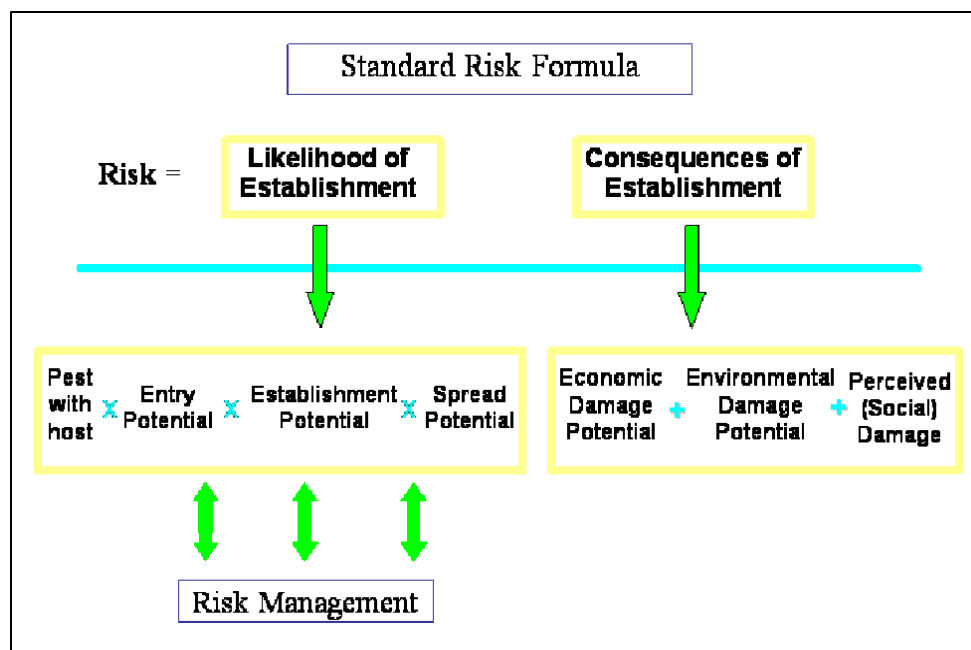 Standard Risk Formula
Risk =
Likelihood of
Establishment
Consequences of
Establishment
Pest
with
host
x
Entry
Potential
x
Establishment
Potential
x
Spread
Potential
Economic
Damage
Potential
+
Environmental
Damage
Potential
+
Perceived
(Social)
Damage
Risk Management